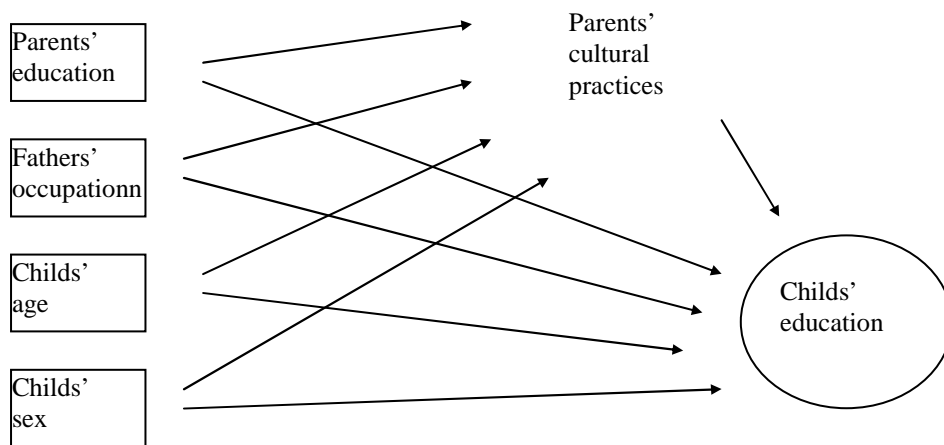 Parents’
education
Fathers’
occupationn
Childs’
age
Childs’
sex
Parents’
cultural
practices
Childs’
education